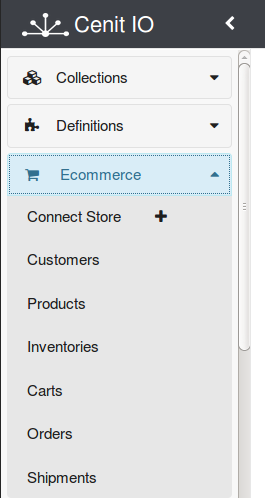 Cenit IO
Collections
Definitions
Ecommerce
Connect Store
Customers
Products
Inventories
Carts
Orders
Shipments